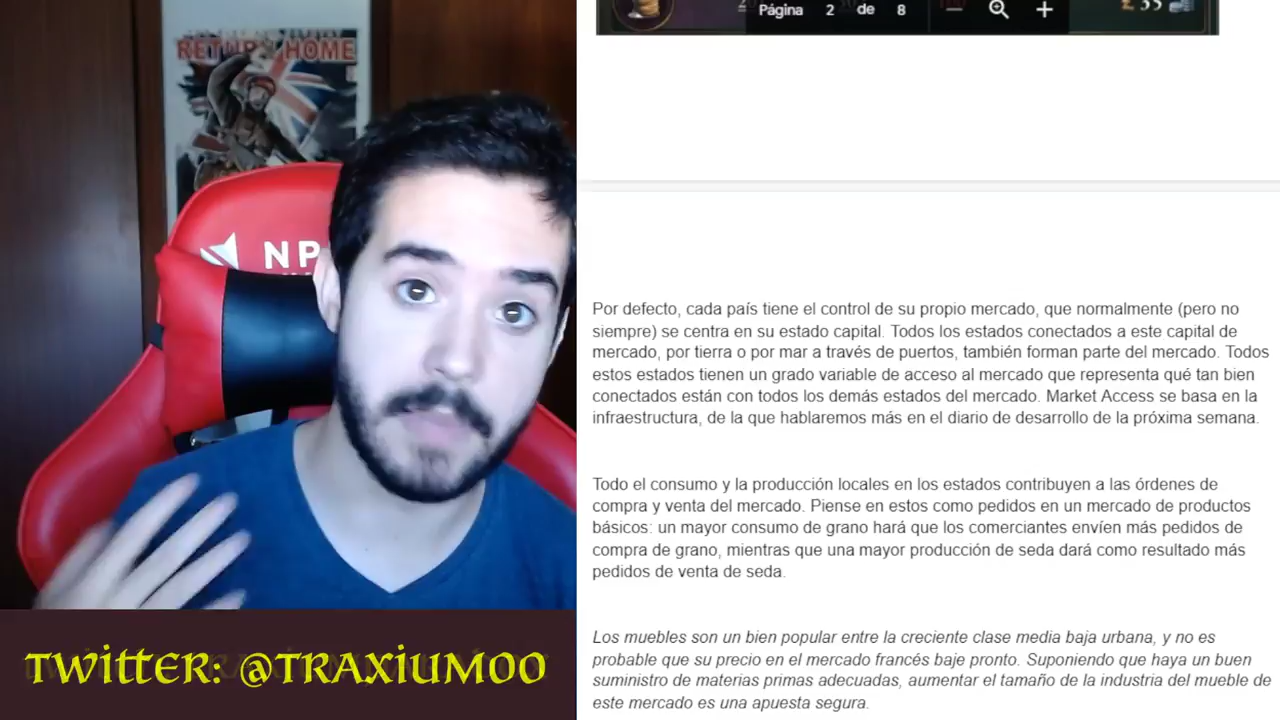 Página 2 de 8
RETURN HOME
NP
Por defecto, cada país tiene el control de su propio mercado, que normalmente (pero no
siempre) se centra en su estado capital. Todos los estados conectados a este capital de
mercado, por tierra o por mar a través de puertos, también forman parte del mercado. Todos
estos estados tienen un grado variable de acceso al mercado que representa qué tan bien
conectados están con todos los demás estados del mercado. Market Access se basa en la
infraestructura, de la que hablaremos más en el diario de desarrollo de la próxima semana.
Todo el consumo y la producción locales en los estados contribuyen a las órdenes de
compra y venta del mercado. Piense en estos como pedidos en un mercado de productos
básicos: un mayor consumo de grano hará que los comerciantes envíen más pedidos de
compra de grano, mientras que una mayor producción de seda dará como resultado más
pedidos de venta de seda.
Los muebles son un bien popular entre la creciente clase media baja urbana, y no es
probable que su precio en el mercado francés baje pronto. Suponiendo que haya un buen
suministro de materias primas adecuadas, aumentar el tamaño de la industria del mueble de
este mercado es una apuesta segura.
TWITTER: @TRAXIUMOO